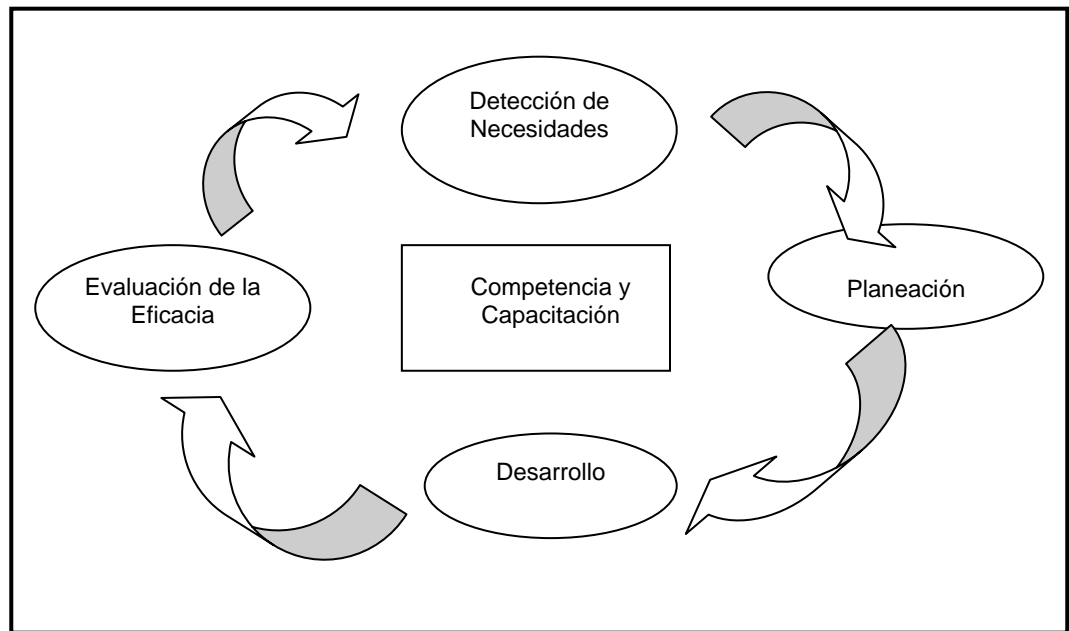 Detección de
Necesidades
Evaluación de la
Eficacia
Competencia y
Capacitación
Planeación
Desarrollo